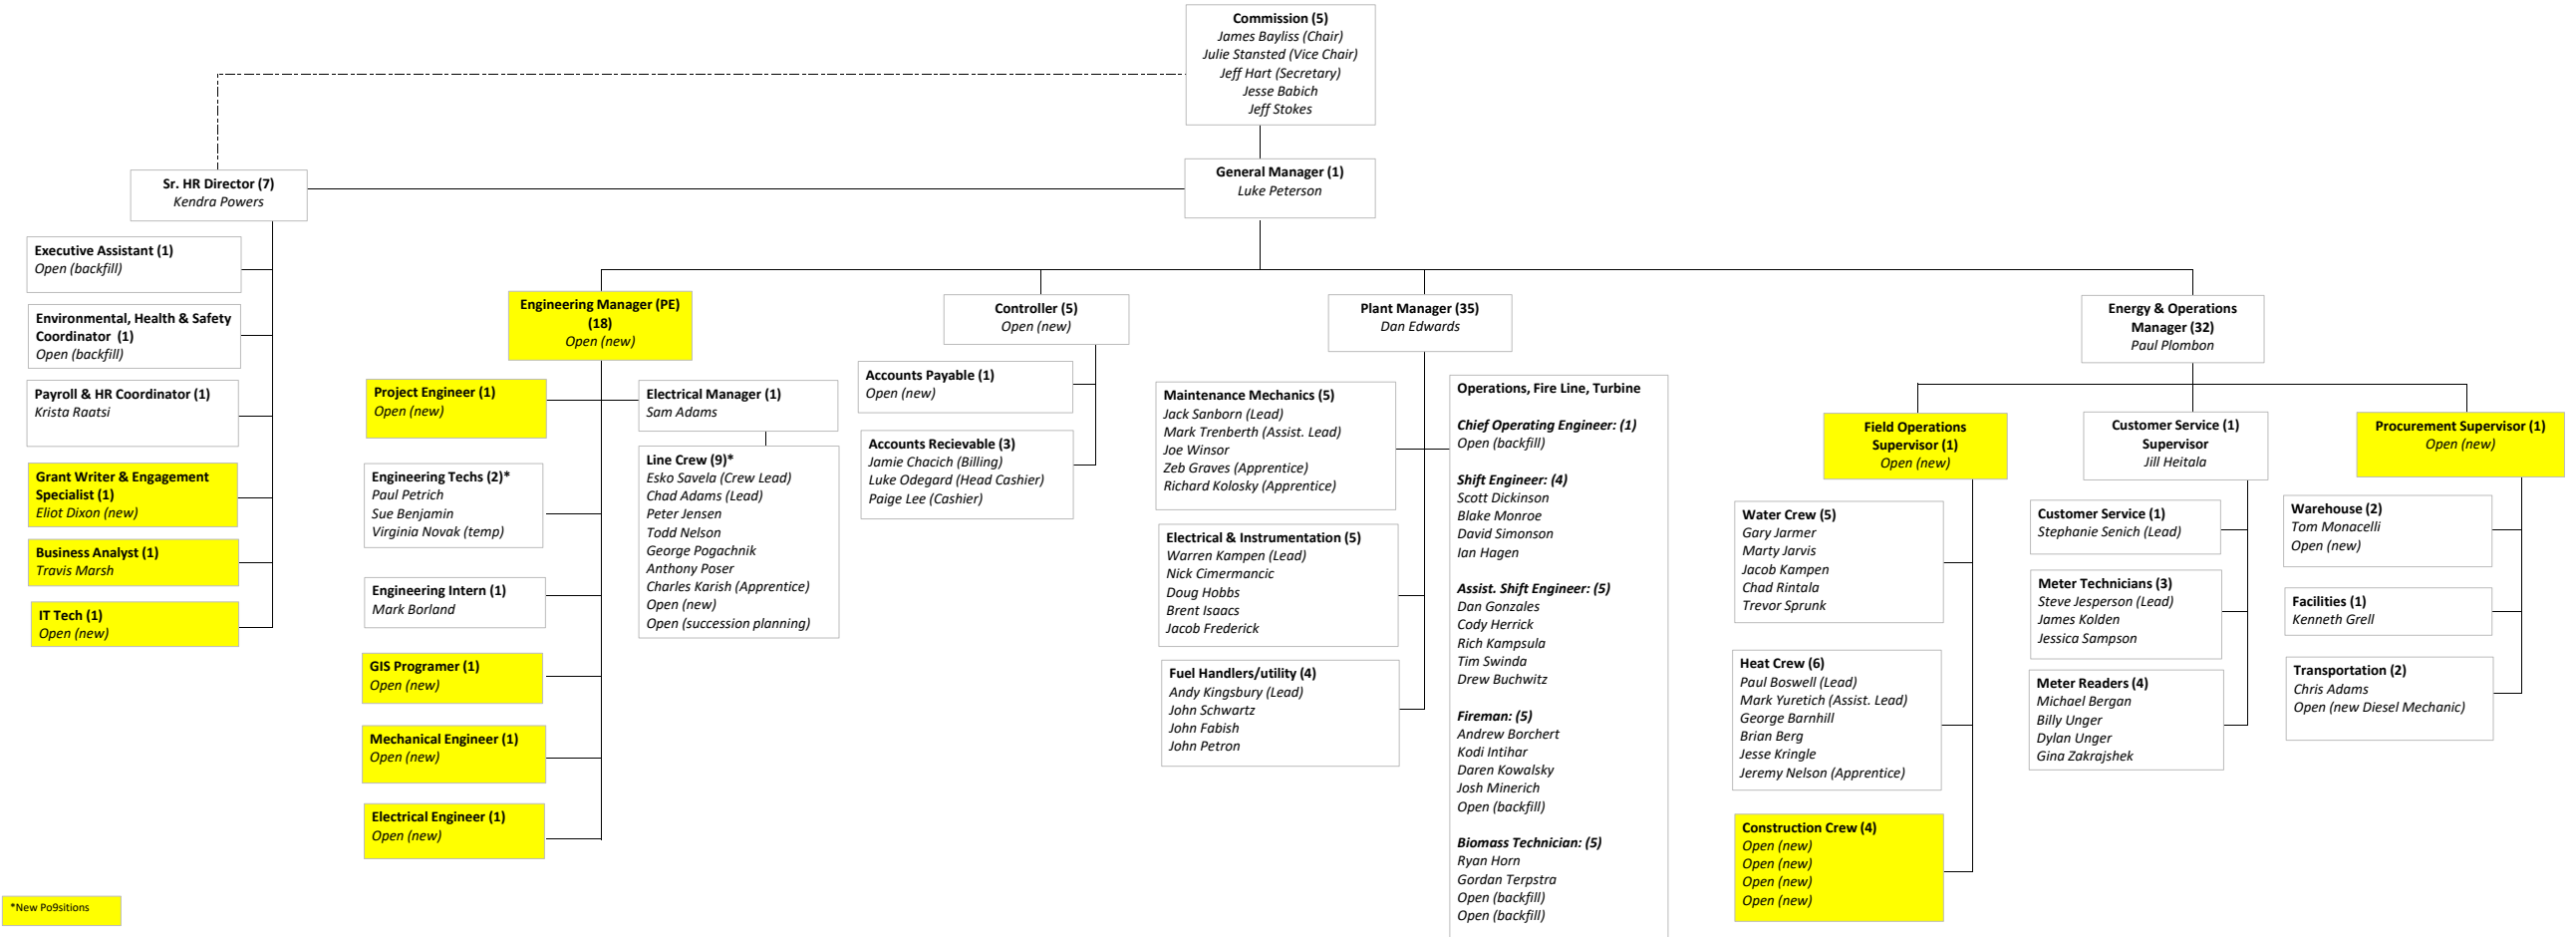 Commission (5)
James Bayliss (Chair)
Julie Stansted (Vice Chair)
Jeff Hart (Secretary)
Jesse Babich
Jeff Stokes
Sr. HR Director (7)
Kendra Powers
General Manager (1)
Luke Peterson
Executive Assistant (1)
Open (backfill)
Environmental, Health & Safety
Coordinator (1)
Open (backfill)
Payroll & HR Coordinator (1)
Krista Raatsi
Grant Writer & Engagement
Specialist (1)
Eliot Dixon (new)
Business Analyst (1)
Travis Marsh
IT Tech (1)
Open (new)
Engineering Manager (PE)
(18)
Open (new)
Project Engineer (1)
Open (new)
Engineering Techs (2)*
Paul Petrich
Sue Benjamin
Virginia Novak (temp)
Engineering Intern (1)
Mark Borland
GIS Programer (1)
Open (new)
Mechanical Engineer (1)
Open (new)
Electrical Engineer (1)
Open (new)
Electrical Manager (1)
Sam Adams
Line Crew (9)*
Esko Savela (Crew Lead)
Chad Adams (Lead)
Peter Jensen
Todd Nelson
George Pogachnik
Anthony Poser
Charles Karish (Apprentice)
Open (new)
Open (succession planning)
Controller (5)
Open (new)
Accounts Payable (1)
Open (new)
Accounts Recievable (3)
Jamie Chacich (Billing)
Luke Odegard (Head Cashier)
Paige Lee (Cashier)
Plant Manager (35)
Dan Edwards
Maintenance Mechanics (5)
Jack Sanborn (Lead)
Mark Trenberth (Assist. Lead)
Joe Winsor
Zeb Graves (Apprentice)
Richard Kolosky (Apprentice)
Electrical & Instrumentation (5)
Warren Kampen (Lead)
Nick Cimermancic
Doug Hobbs
Brent Isaacs
Jacob Frederick
Fuel Handlers/utility (4)
Andy Kingsbury (Lead)
John Schwartz
John Fabish
John Petron
Operations, Fire Line, Turbine
Chief Operating Engineer: (1)
Open (backfill)
Shift Engineer: (4)
Scott Dickinson
Blake Monroe
David Simonson
Ian Hagen
Assist. Shift Engineer: (5)
Dan Gonzales
Cody Herrick
Rich Kampsula
Tim Swinda
Drew Buchwitz
Fireman: (5)
Andrew Borchert
Kodi Intihar
Daren Kowalsky
Josh Minerich
Open (backfill)
Biomass Technician: (5)
Ryan Horn
Gordan Terpstra
Open (backfill)
Open (backfill)
Energy & Operations
Manager (32)
Paul Plombon
Field Operations
Supervisor (1)
Open (new)
Water Crew (5)
Gary Jarmer
Marty Jarvis
Jacob Kampen
Chad Rintala
Trevor Sprunk
Heat Crew (6)
Paul Boswell (Lead)
Mark Yuretich (Assist. Lead)
George Barnhill
Brian Berg
Jesse Kringle
Jeremy Nelson (Apprentice)
Construction Crew (4)
Open (new)
Open (new)
Open (new)
Open (new)
Customer Service (1)
Supervisor
Jill Heitala
Customer Service (1)
Stephanie Senich (Lead)
Meter Technicians (3)
Steve Jesperson (Lead)
James Kolden
Jessica Sampson
Meter Readers (4)
Michael Bergan
Billy Unger
Dylan Unger
Gina Zakrajshek
Procurement Supervisor (1)
Open (new)
Warehouse (2)
Tom Monacelli
Open (new)
Facilities (1)
Kenneth Grell
Transportation (2)
Chris Adams
Open (new Diesel Mechanic)
*New Po9sitions